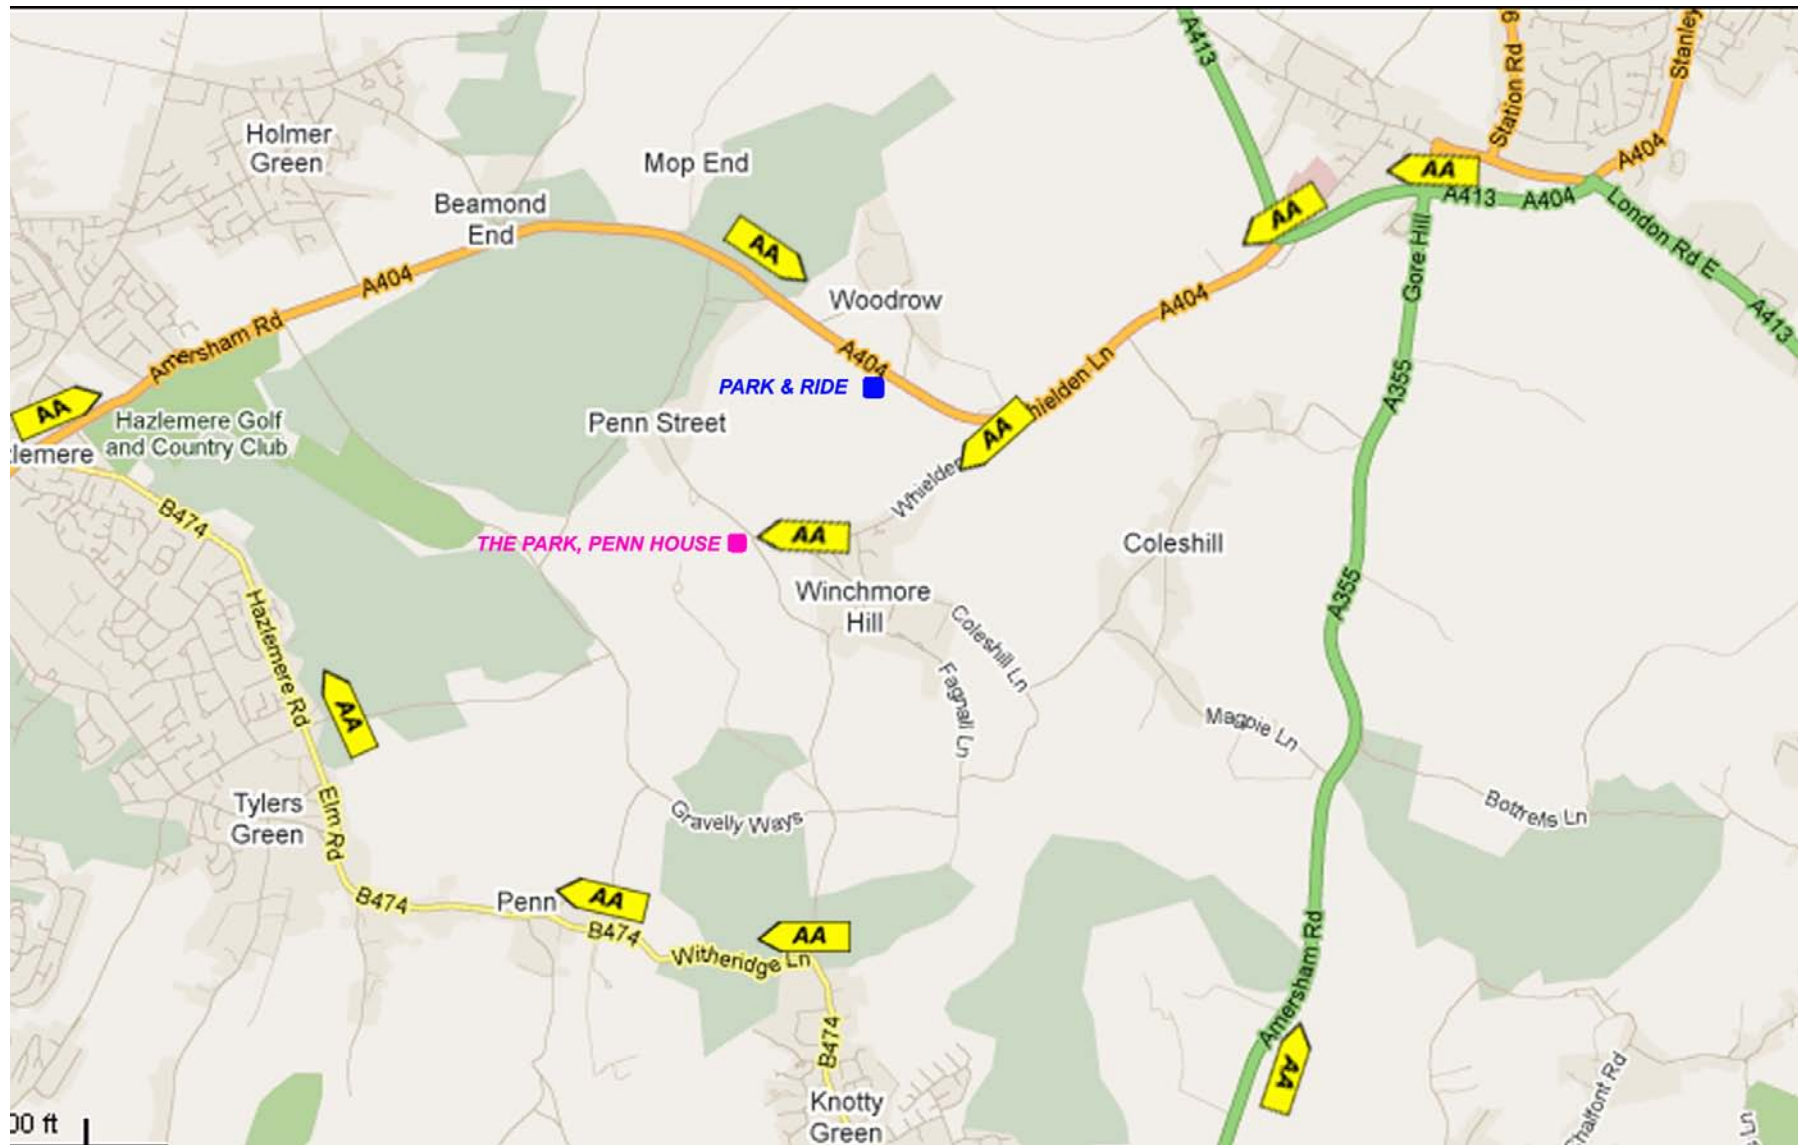 A413
Station Rd
Stanley
Holmer
Green
Mop End
AA
A404
A413
A404
Beamond
End
AA
AA
London Rd E
Gore Hill
A404
Woodrow
A404
A413
Amersham Rd
A404
PARK & RIDE
A355
AA
Hazlemere Golf
and Country Club
Penn Street
AA
B474
THE PARK, PENN HOUSE
AA
Coleshill
Winchmore
Hill
A355
Hazlemere Rd
Coleshill Ln
Fagnall Ln
AA
Magpie Ln
Tylers
Green
Elm Rd
Gravelly Ways
Bottrells Ln
B474
Penn
AA
B474
AA
Witheridge Ln
Amersham Rd
B474
AA
Knotty
Green